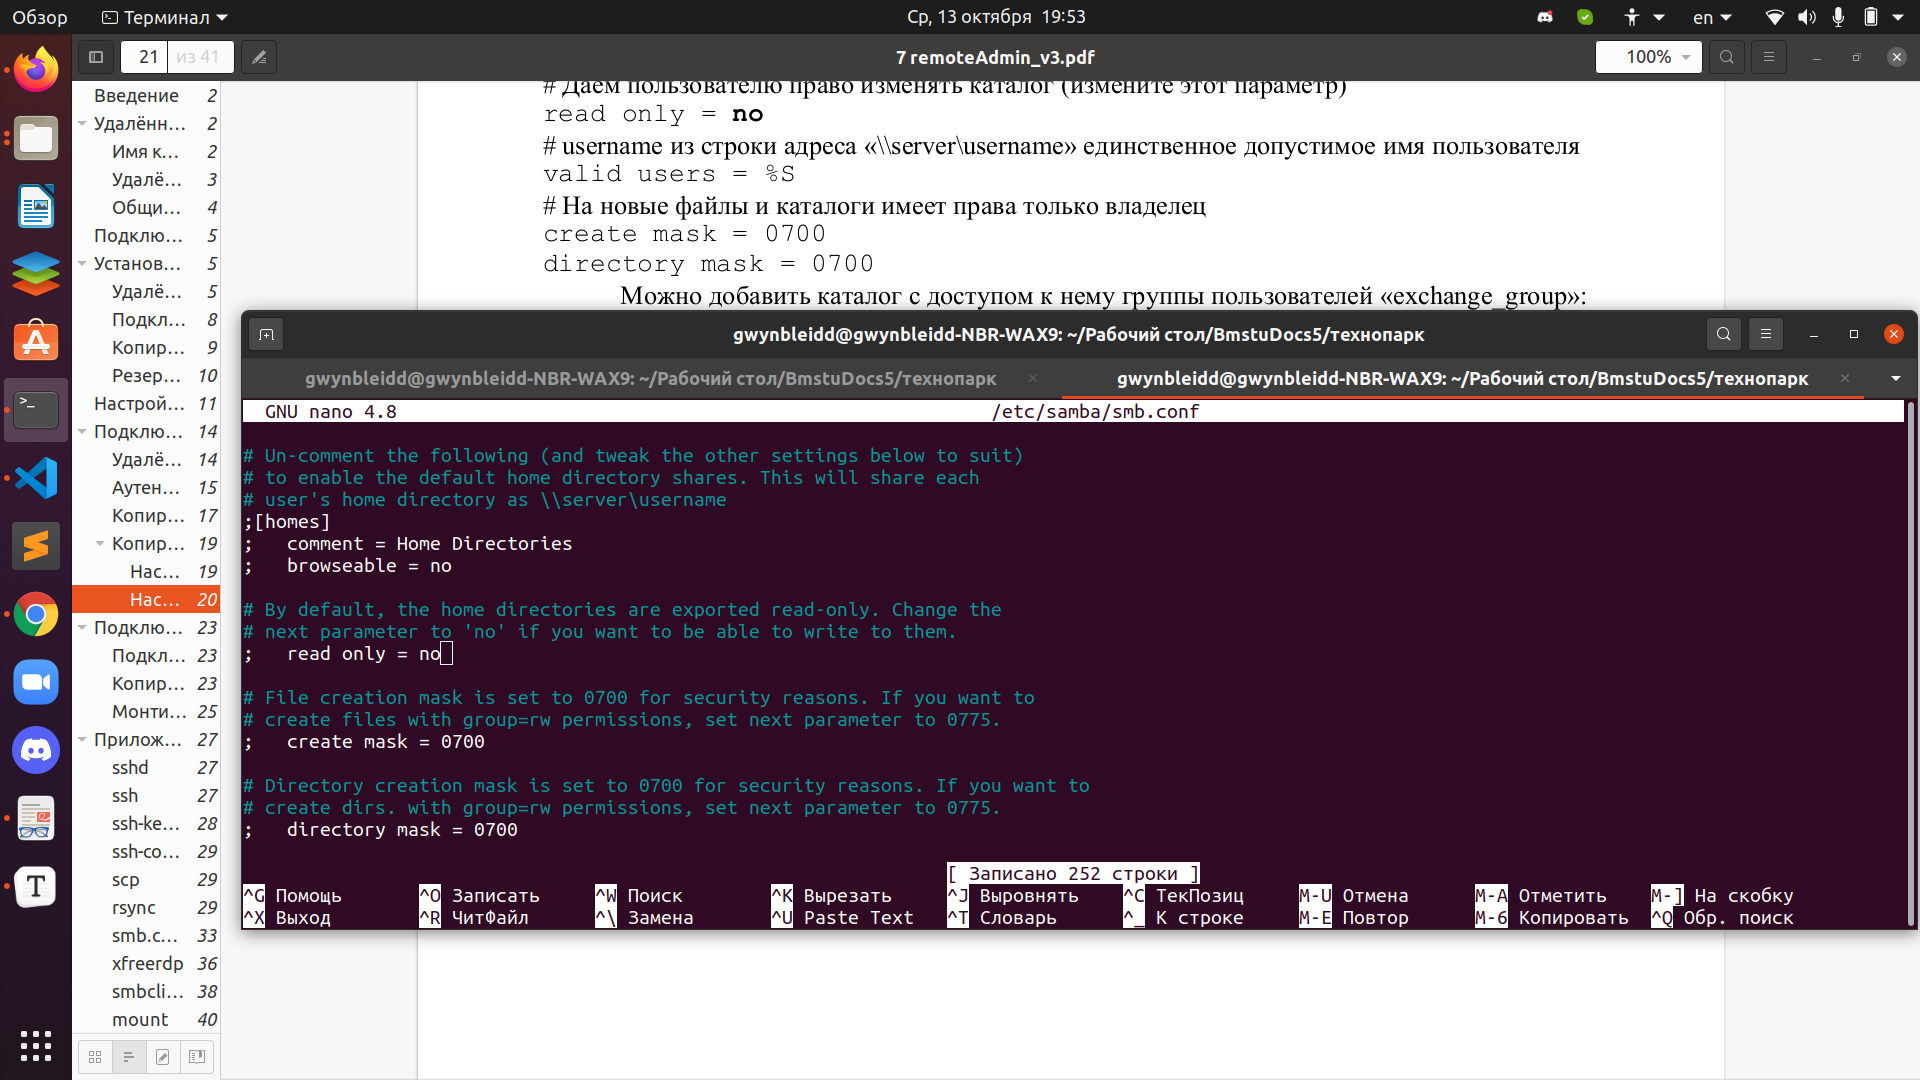 Обзор
Терминал
Ср, 13 октября 19:53
en
21 из 41
7 remoteAdmin_v3.pdf
100%
Введение 2
Удалённ... 2
Имя к... 2
Удалё... 3
Общи... 4
Подклю... 5
Установ... 5
Удалё... 5
Подкл... 8
Копир... 9
Резер... 10
Настрой... 11
Подклю... 14
Удалё... 14
Аутен... 15
Копир... 17
Копир... 19
Нас... 19
Нас... 20
Подклю... 23
Подкл... 23
Копир... 23
Монти... 25
Прилож... 27
sshd 27
ssh 27
ssh-ke... 28
ssh-co... 29
scp 29
rsync 29
smb.c... 33
xfreerdp 36
smbcli... 38
mount 40
# Даем пользователю право изменять каталог (измените этот параметр)
read only = no
# username из строки адреса «\\server\username» единственное допустимое имя пользователя
valid users = %S
# На новые файлы и каталоги имеет права только владелец
create mask = 0700
directory mask = 0700
Можно добавить каталог с доступом к нему группы пользователей «exchange_group»:
gwynbleidd@gwynbleidd-NBR-WAX9: ~/Рабочий стол/BmstuDocs5/технопарк
gwynbleidd@gwynbleidd-NBR-WAX9: ~/Рабочий стол/BmstuDocs5/технопарк
gwynbleidd@gwynbleidd-NBR-WAX9: ~/Рабочий стол/BmstuDocs5/технопарк
GNU nano 4.8 /etc/samba/smb.conf
# Un-comment the following (and tweak the other settings below to suit)
# to enable the default home directory shares. This will share each
# user's home directory as \\server\username
;[homes]
;   comment = Home Directories
;   browseable = no
# By default, the home directories are exported read-only. Change the
# next parameter to 'no' if you want to be able to write to them.
;   read only = no
# File creation mask is set to 0700 for security reasons. If you want to
# create files with group=rw permissions, set next parameter to 0775.
;   create mask = 0700
# Directory creation mask is set to 0700 for security reasons. If you want to
# create dirs. with group=rw permissions, set next parameter to 0775.
;   directory mask = 0700
[ Записано 252 строки ]
^G Помощь ^O Записать ^W Поиск ^K Вырезать ^J Выровнять ^C ТекПозиц M-U Отмена M-A Отметить M-] На скобку
^X Выход ^R ЧитФайл ^\ Замена ^U Paste Text ^T Словарь ^_ К строке M-E Повтор M-6 Копировать ^Q Обр. поиск